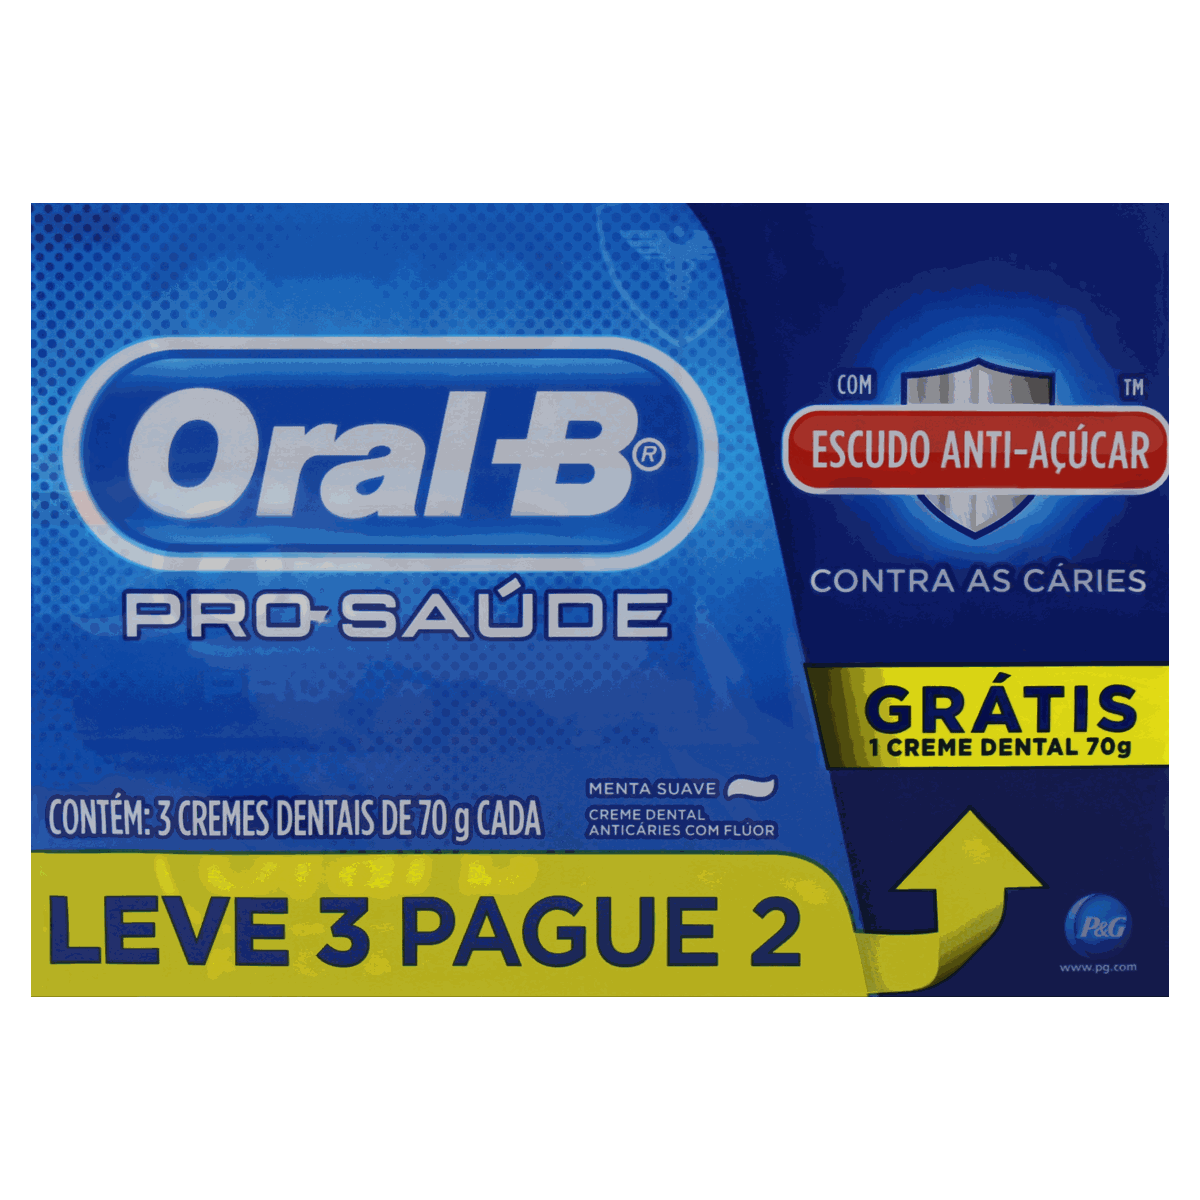 Oral-B®
PRO-SAÚDE
COM
TM
ESCUDO ANTI-AÇÚCAR
CONTRA AS CÁRIES
GRÁTIS
1 CREME DENTAL 70g
MENTA SUAVE
CONTÉM: 3 CREMES DENTAIS DE 70 g CADA
CREME DENTAL
ANTICÁRIES COM FLÚOR
LEVE 3 PAGUE 2
P&G
www.pg.com